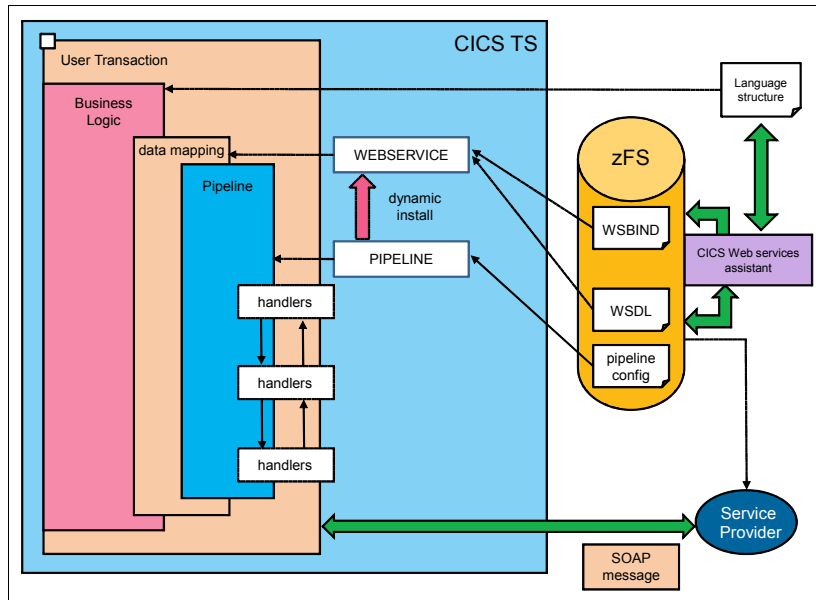 CICS TS
User Transaction
Business
Logic
data mapping
Pipeline
WEBSERVICE
dynamic
install
PIPELINE
handlers
handlers
handlers
Language
structure
zFS
WSBIND
CICS Web services
assistant
WSDL
pipeline
config
Service
Provider
SOAP
message